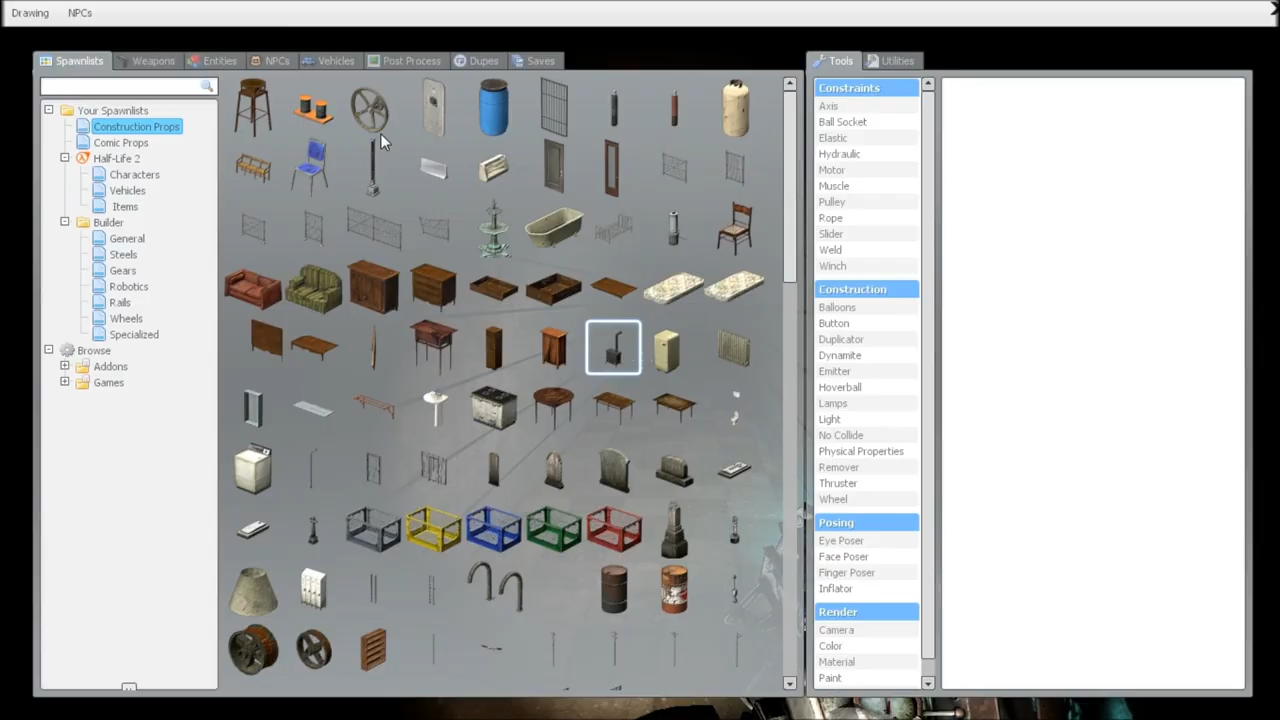 Drawing NPCs
Spawnlists Weapons Entities NPCs Vehicles Post Process Dupes Saves
Tools Utilities
Your Spawnlists
Construction Props
Comic Props
Half-Life 2
Characters
Vehicles
Items
Builder
General
Steels
Gears
Robotics
Rails
Wheels
Specialized
Browse
Addons
Games
Constraints
Axis
Ball Socket
Elastic
Hydraulic
Motor
Muscle
Pulley
Rope
Slider
Weld
Winch
Construction
Balloons
Button
Duplicator
Dynamite
Emitter
Hoverball
Lamps
Light
No Collide
Physical Properties
Remover
Thruster
Wheel
Posing
Eye Poser
Face Poser
Finger Poser
Inflator
Render
Camera
Color
Material
Paint